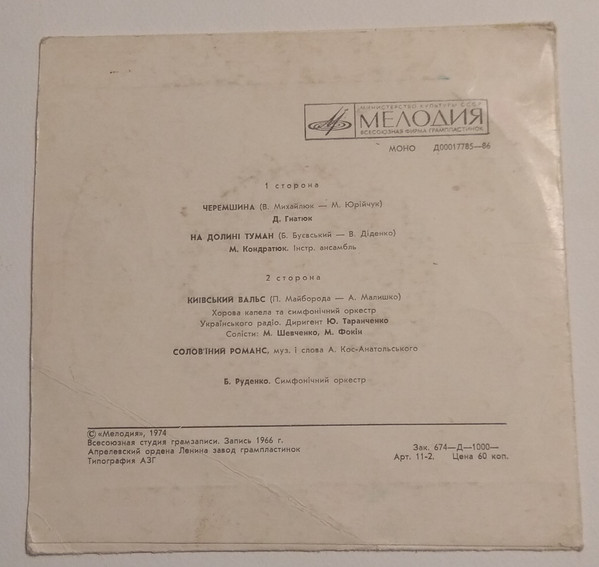 МИНИСТЕРСТВО КУЛЬТУРЫ СССР
МЕЛОДИЯ
ВСЕСОЮЗНАЯ ФИРМА ГРАМПЛАСТИНОК
МОНО Д00017785—86
1 сторона
ЧЕРЕМШИНА (В. Михайлюк — М. Юрійчук)
Д. Гнатюк
НА ДОЛИНІ ТУМАН (Б. Буєвський — В. Діденко)
М. Кондратюк. Інстр. ансамбль
2 сторона
КИЇВСЬКИЙ ВАЛЬС (П. Майборода — А. Малишко)
Хорова капела та симфонічний оркестр
Українського радіо. Диригент Ю. Таранченко
Солісти: М. Шевченко, М. Фокін
СОЛОВ'ЇНИЙ РОМАНС, муз. і слова А. Кос-Анатольського
Б. Руденко. Симфонічний оркестр
© «Мелодия», 1974
Всесоюзная студия грамзаписи. Запись 1966 г.
Апрелевский ордена Ленина завод грампластинок
Типография АЗГ
Зак. 674—Д—1000—
Арт. 11-2. Цена 60 коп.